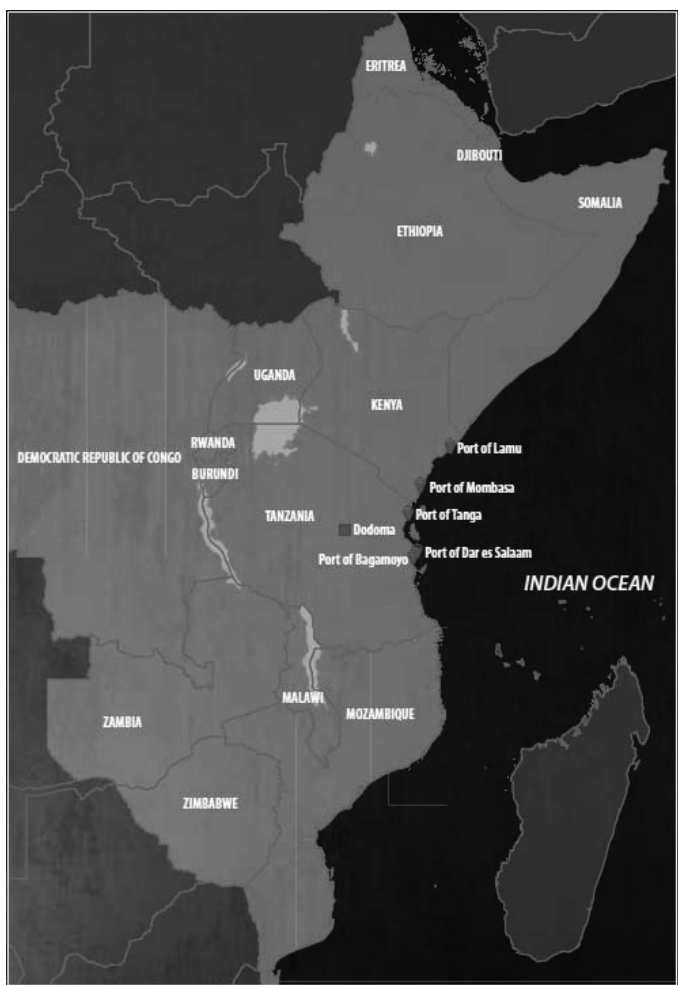 ERITREA
DJIBOUTI
SOMALIA
ETHIOPIA
UGANDA
KENYA
RWANDA
DEMOCRATIC REPUBLIC OF CONGO
BURUNDI
Port of Lamu
Port of Mombasa
Port of Tanga
TANZANIA
Dodoma
Port of Bagamoyo
Port of Dar es Salaam
INDIAN OCEAN
MALAWI
MOZAMBIQUE
ZAMBIA
ZIMBABWE